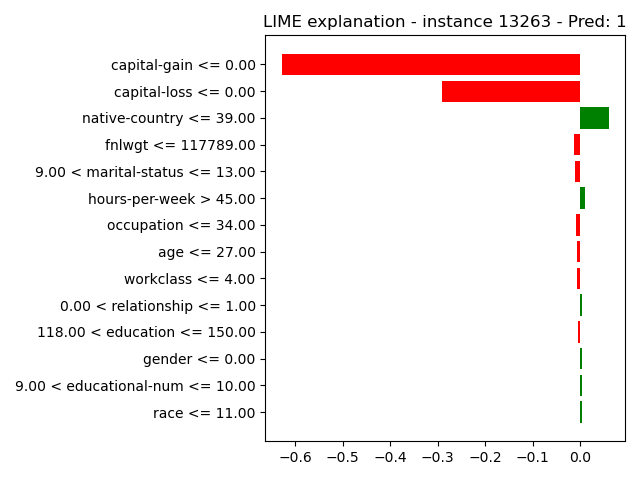 LIME explanation - instance 13263 - Pred: 1
capital-gain <= 0.00
capital-loss <= 0.00
native-country <= 39.00
fnlwgt <= 117789.00
9.00 < marital-status <= 13.00
hours-per-week > 45.00
occupation <= 34.00
age <= 27.00
workclass <= 4.00
0.00 < relationship <= 1.00
118.00 < education <= 150.00
gender <= 0.00
9.00 < educational-num <= 10.00
race <= 11.00
−0.6 −0.5 −0.4 −0.3 −0.2 −0.1 0.0